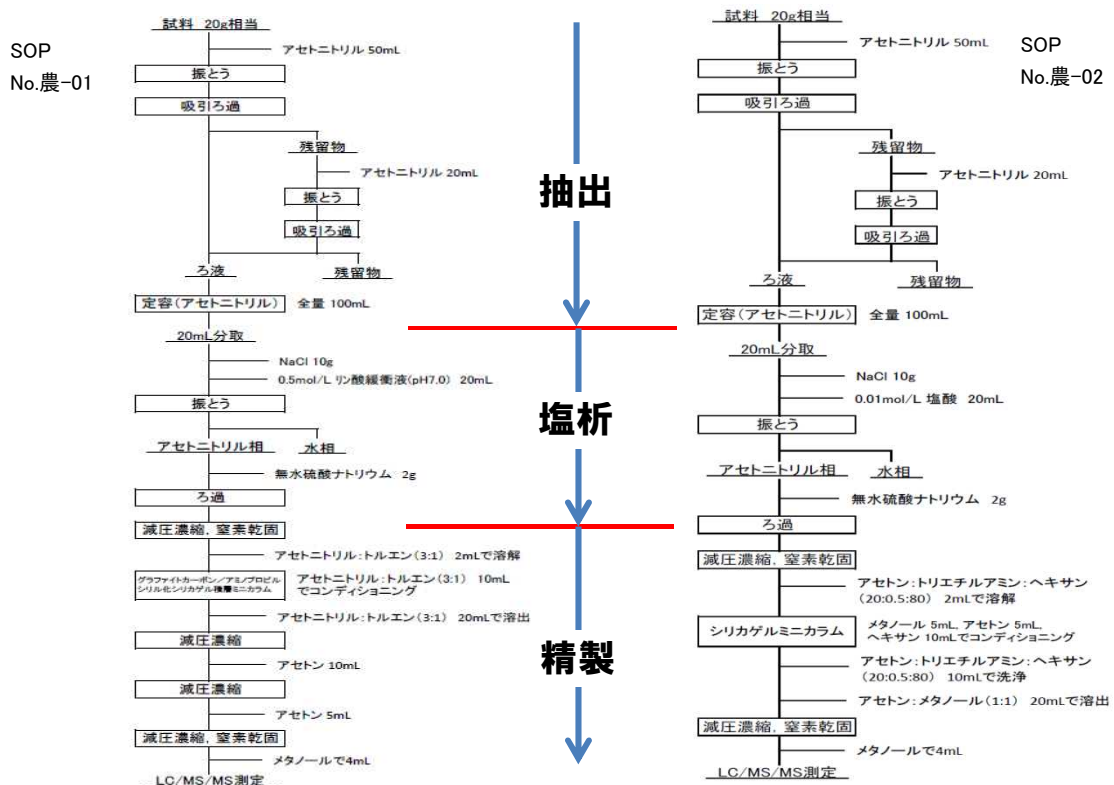 SOP
No.農-01
試料 20g相当
アセトニトリル 50mL
振とう
吸引ろ過
残留物
アセトニトリル 20mL
振とう
吸引ろ過
ろ液
残留物
定容(アセトニトリル) 全量 100mL
20mL分取
NaCl 10g
0.5mol/L リン酸緩衝液(pH7.0) 20mL
振とう
アセトニトリル相
水相
無水硫酸ナトリウム 2g
ろ過
減圧濃縮, 窒素乾固
アセトニトリル:トルエン(3:1) 2mLで溶解
グラファイトカーボン/アミノプロピル
シリル化シリカゲル積層ミニカラム
アセトニトリル:トルエン(3:1) 10mL
でコンディショニング
アセトニトリル:トルエン(3:1) 20mLで溶出
減圧濃縮
アセトン 10mL
減圧濃縮
アセトン 5mL
減圧濃縮, 窒素乾固
メタノールで4mL
LC/MS/MS測定
抽出
塩析
精製
SOP
No.農-02
試料 20g相当
アセトニトリル 50mL
振とう
吸引ろ過
残留物
アセトニトリル 20mL
振とう
吸引ろ過
ろ液
残留物
定容(アセトニトリル) 全量 100mL
20mL分取
NaCl 10g
0.01mol/L 塩酸 20mL
振とう
アセトニトリル相
水相
無水硫酸ナトリウム 2g
ろ過
減圧濃縮, 窒素乾固
アセトン:トリエチルアミン:ヘキサン
(20:0.5:80) 2mLで溶解
シリカゲルミニカラム
メタノール 5mL, アセトン 5mL,
ヘキサン 10mLでコンディショニング
アセトン:トリエチルアミン:ヘキサン
(20:0.5:80) 10mLで洗浄
アセトン:メタノール(1:1) 20mLで溶出
減圧濃縮, 窒素乾固
メタノールで4mL
LC/MS/MS測定